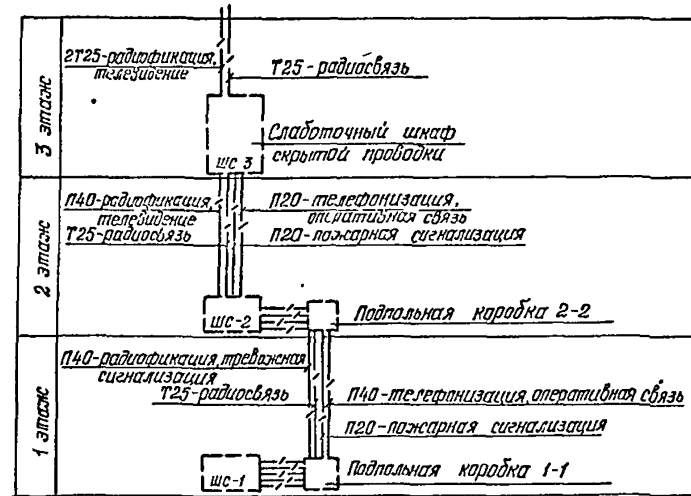 3 этаж
2Т25-радиофикация,
телевидение
Т25-радиосвязь
Слаботочный шкаф
скрытой проводки
шс 3
2 этаж
П40-радиофикация,
телевидение
Т25-радиосвязь
П20-телефонизация,
оперативная связь
П20-пожарная сигнализация
шс-2
Подпольная коробка 2-2
1 этаж
П40-радиофикация, тревожная
сигнализация
Т25-радиосвязь
П40-телефонизация, оперативная связь
П20-пожарная сигнализация
шс-1
Подпольная коробка 1-1